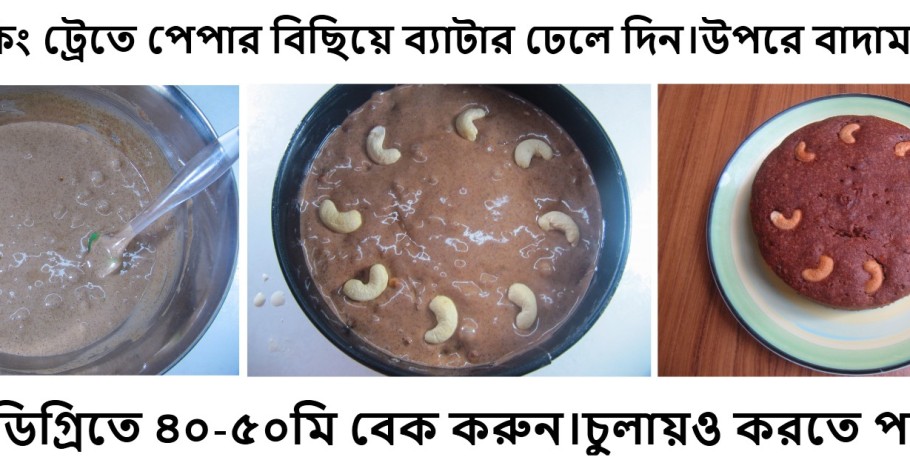 কিং ট্রেতে পেপার বিছিয়ে ব্যাটার ঢেলে দিন।উপরে বাদাম
ডিগ্রিতে ৪০-৫০মি বেক করুন।চুলায়ও করতে প